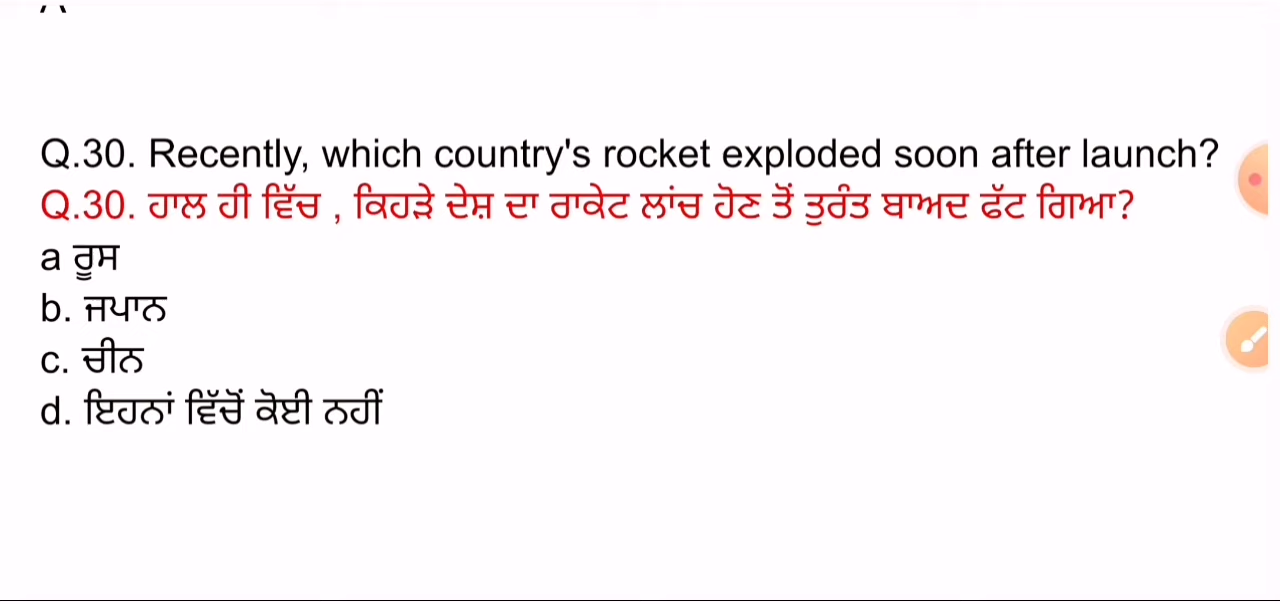 Q.30. Recently, which country's rocket exploded soon after launch?
Q.30. ਹਾਲ ਹੀ ਵਿੱਚ , ਕਿਹੜੇ ਦੇਸ਼ ਦਾ ਰਾਕੇਟ ਲਾਂਚ ਹੋਣ ਤੋਂ ਤੁਰੰਤ ਬਾਅਦ ਫੱਟ ਗਿਆ?
a ਰੂਸ
b. ਜਪਾਨ
c. ਚੀਨ
d. ਇਹਨਾਂ ਵਿੱਚੋਂ ਕੋਈ ਨਹੀਂ